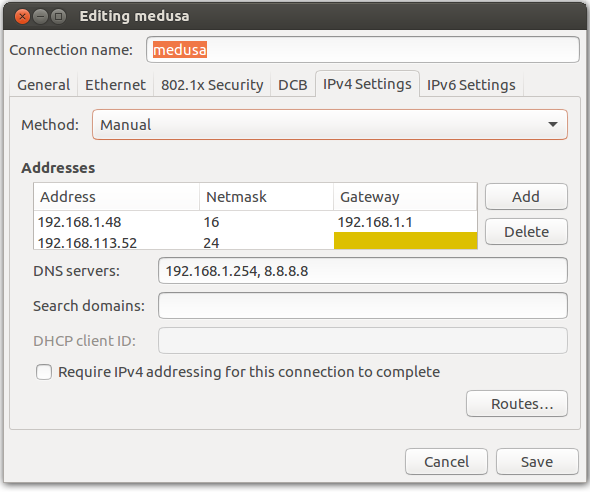 Editing medusa
Connection name: medusa
General Ethernet 802.1x Security DCB IPv4 Settings IPv6 Settings
Method: Manual
Addresses
Address Netmask Gateway
Add
192.168.1.48 16 192.168.1.1
192.168.113.52 24
Delete
DNS servers: 192.168.1.254, 8.8.8.8
Search domains:
DHCP client ID:
Require IPv4 addressing for this connection to complete
Routes...
Cancel Save